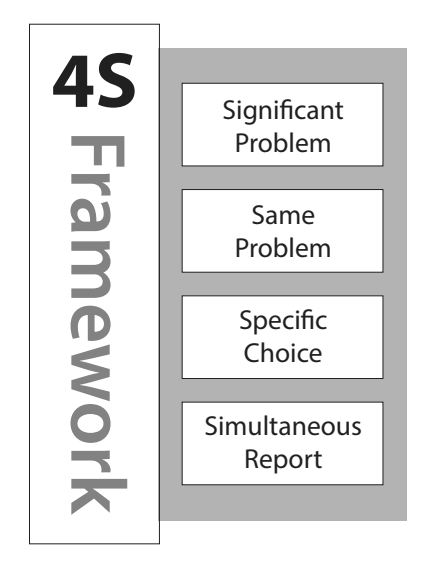 4S
Framework
Significant
Problem
Same
Problem
Specific
Choice
Simultaneous
Report